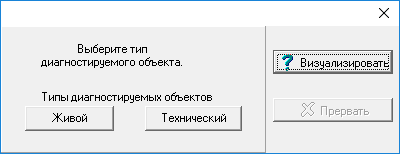 Выберите тип
диагностируемого объекта.
Типы диагностируемых объектов
Живой
Технический
Визуализировать
Прервать